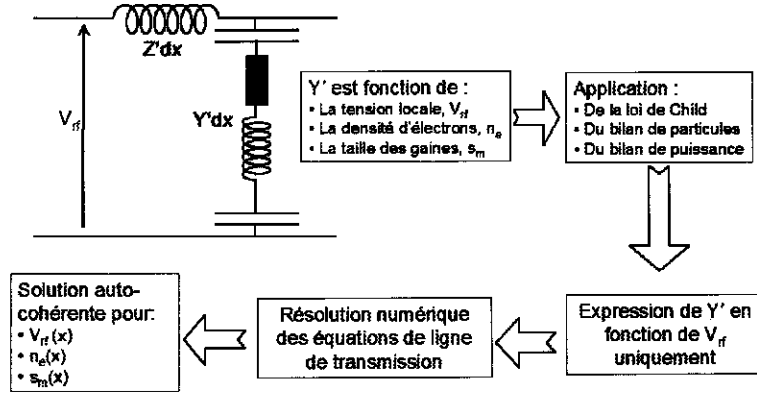 Z'dx
V_rf
Y'dx
Y' est fonction de :
• La tension locale, V_rf
• La densité d'électrons, n_e
• La taille des gaines, s_m
Application :
• De la loi de Child
• Du bilan de particules
• Du bilan de puissance
Expression de Y' en
fonction de V_rf
uniquement
Résolution numérique
des équations de ligne
de transmission
Solution auto-
cohérente pour:
• V_rf (x)
• n_e(x)
• s_m(x)